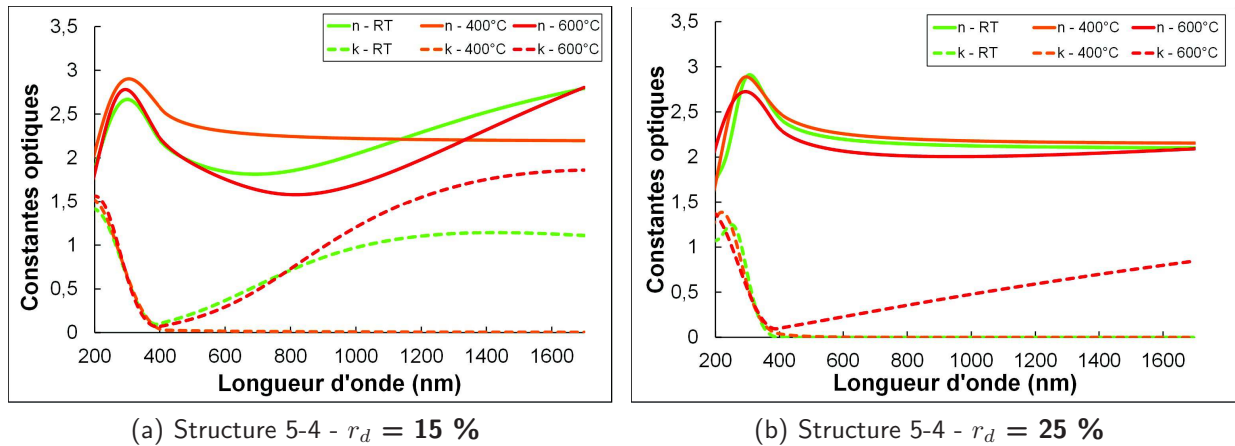 Constantes optiques
3,5
3
2,5
2
1,5
1
0,5
0
n - RT n - 400°C n - 600°C
k - RT k - 400°C k - 600°C
200 400 600 800 1000 1200 1400 1600
Longueur d'onde (nm)
(a) Structure 5-4 - r_d = 15 %
Constantes optiques
3,5
3
2,5
2
1,5
1
0,5
0
n - RT n - 400°C n - 600°C
k - RT k - 400°C k - 600°C
200 400 600 800 1000 1200 1400 1600
Longueur d'onde (nm)
(b) Structure 5-4 - r_d = 25 %